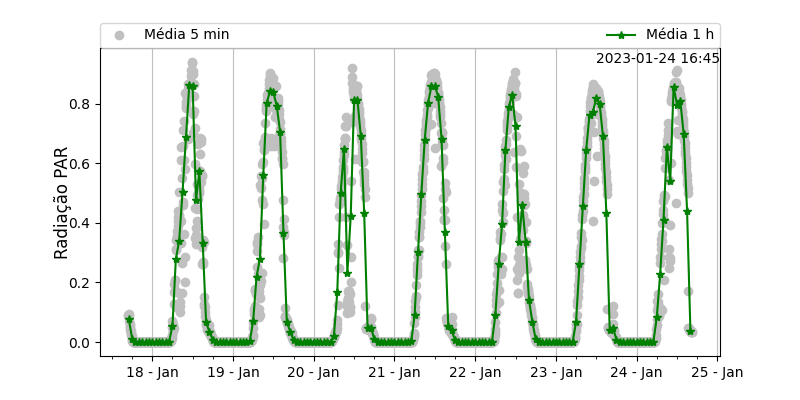 Média 5 min
Média 1 h
2023-01-24 16:45
Radiação PAR
0.8
0.6
0.4
0.2
0.0
18 - Jan
19 - Jan
20 - Jan
21 - Jan
22 - Jan
23 - Jan
24 - Jan
25 - Jan